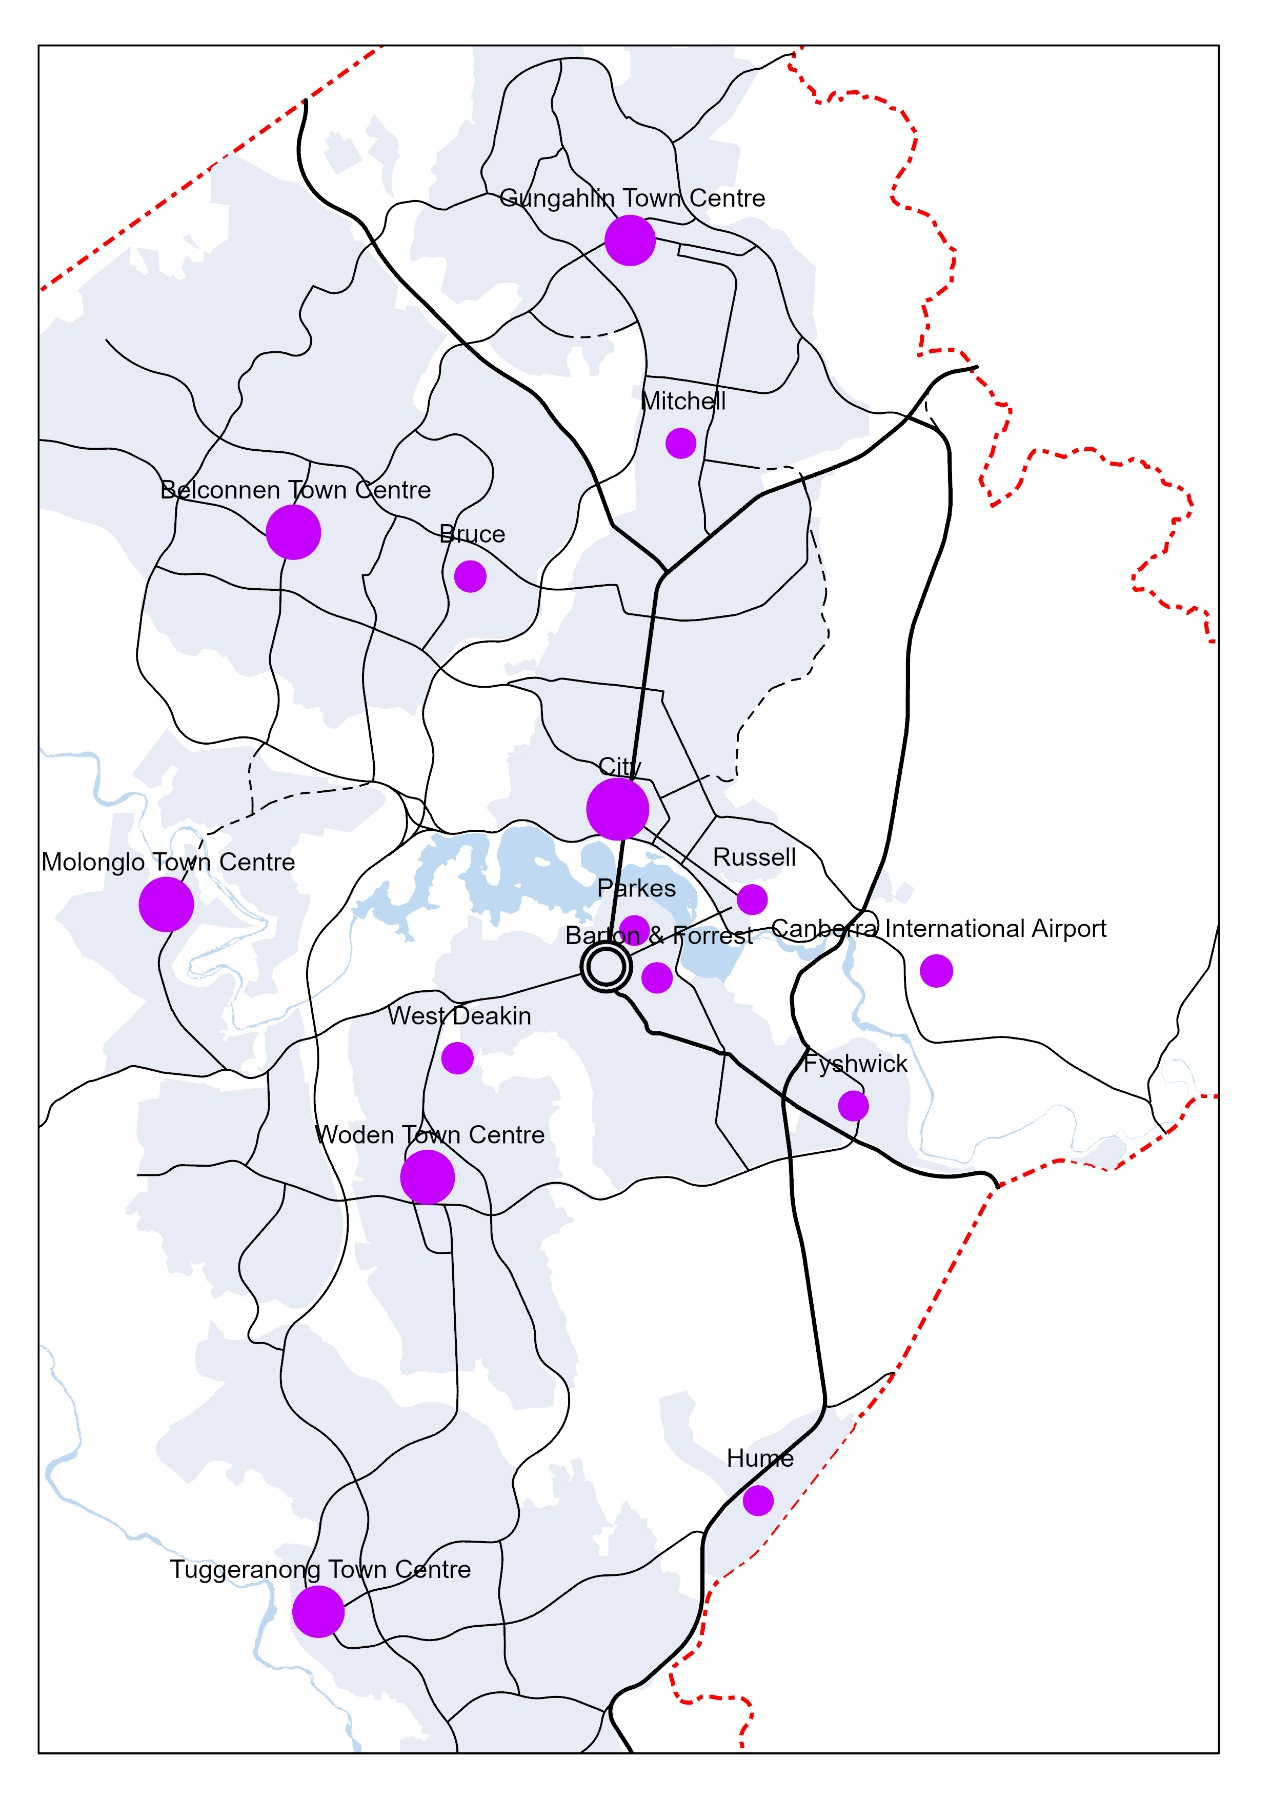 Gungahlin Town Centre
Mitchell
Belconnen Town Centre
Bruce
City
Russell
Molonglo Town Centre
Parkes
Canberra International Airport
Barton & Forrest
West Deakin
Fyshwick
Woden Town Centre
Hume
Tuggeranong Town Centre